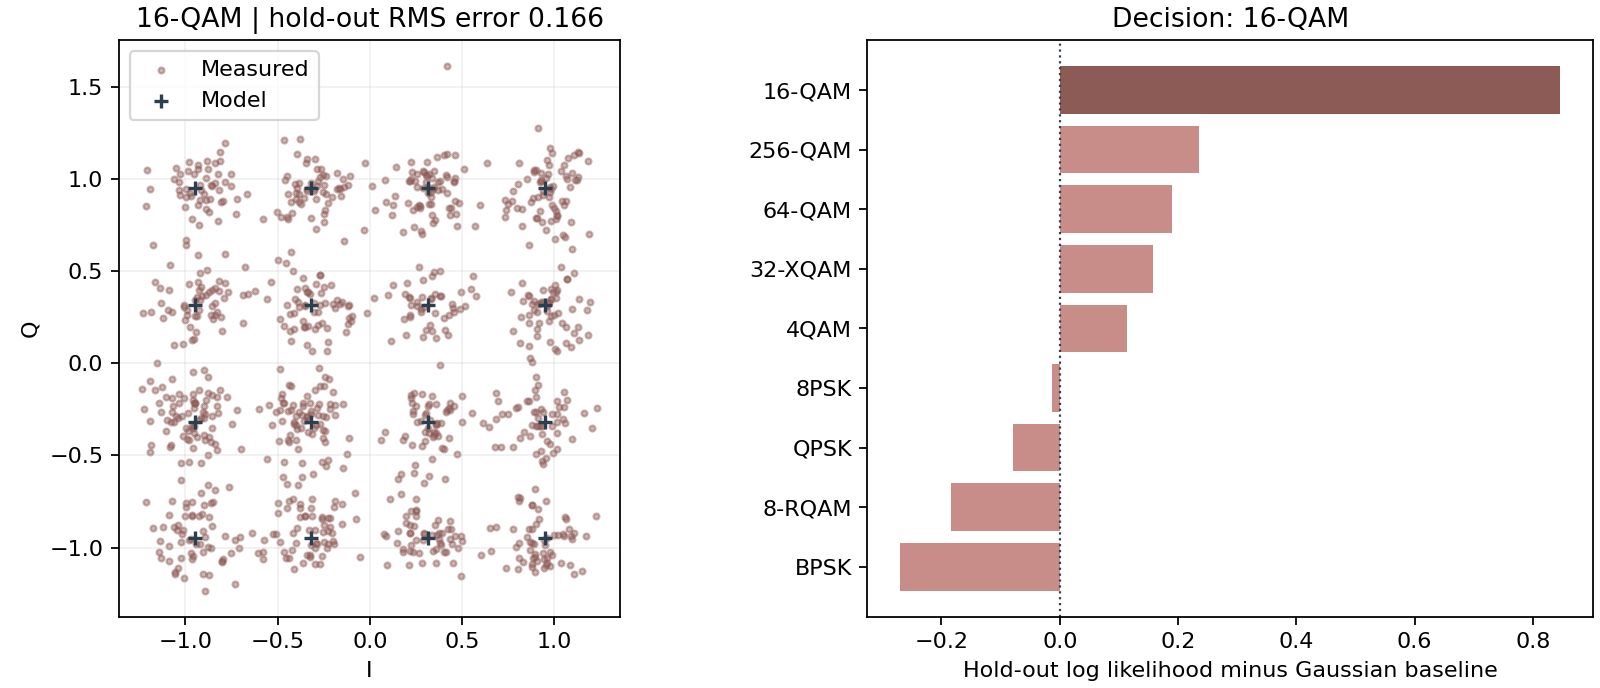 16-QAM | hold-out RMS error 0.166
Measured
Model
1.5
1.0
0.5
0.0
−0.5
−1.0
Q
−1.0
−0.5
0.0
0.5
1.0
I
Decision: 16-QAM
16-QAM
256-QAM
64-QAM
32-XQAM
4QAM
8PSK
QPSK
8-RQAM
BPSK
−0.2
0.0
0.2
0.4
0.6
0.8
Hold-out log likelihood minus Gaussian baseline